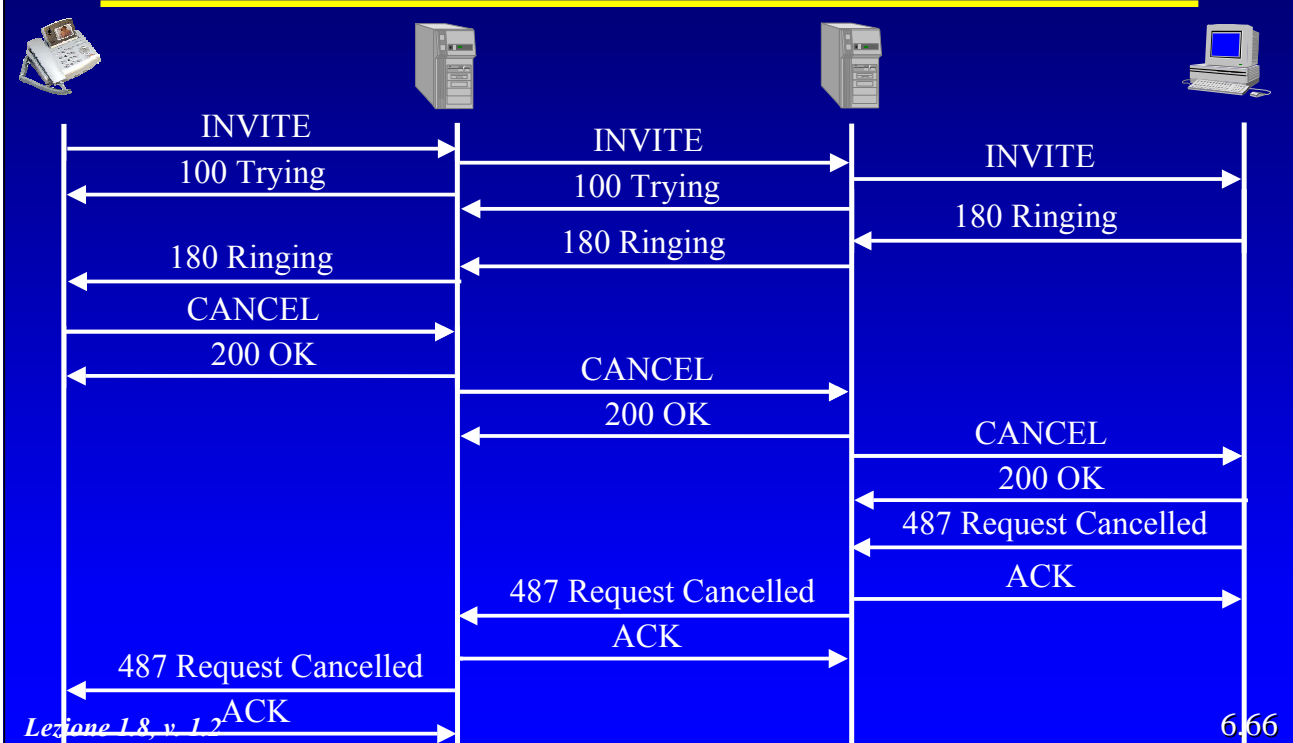 INVITE
INVITE
INVITE
100 Trying
100 Trying
180 Ringing
180 Ringing
180 Ringing
CANCEL
200 OK
CANCEL
200 OK
CANCEL
200 OK
487 Request Cancelled
ACK
487 Request Cancelled
ACK
487 Request Cancelled
ACK
Lezione 1.8, v. 1.2
6.66